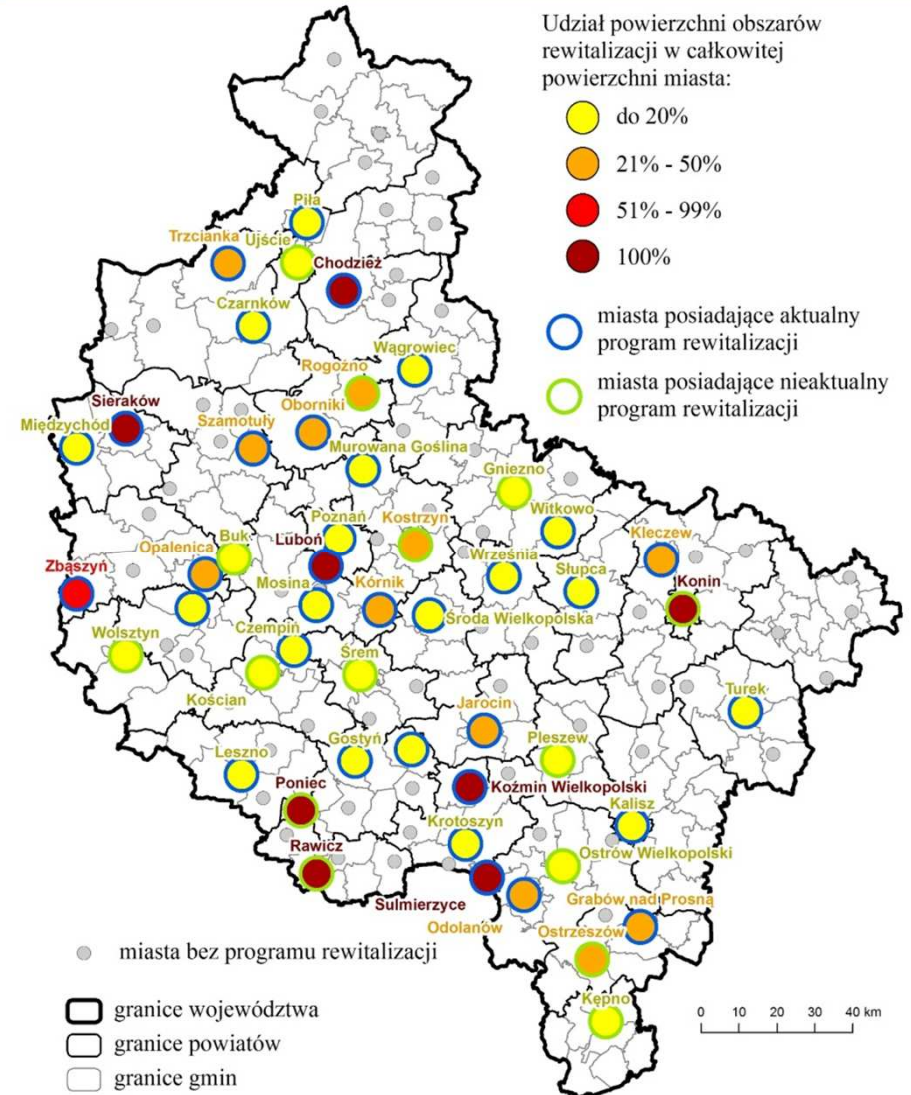 Udział powierzchni obszarów
rewitalizacji w całkowitej
powierzchni miasta:
do 20%
21% - 50%
51% - 99%
100%
miasta posiadające aktualny
program rewitalizacji
miasta posiadające nieaktualny
program rewitalizacji
Piła
Trzcianka
Ujście
Chodzież
Czarnków
Wągrowiec
Rogoźno
Sieraków
Oborniki
Międzychód
Szamotuły
Murowana Goślina
Gniezno
Witkowo
Poznań
Kostrzyn
Buk
Luboń
Kleczew
Opalenica
Września
Zbąszyń
Słupca
Konin
Mosina
Kórnik
Środa Wielkopolska
Czempiń
Wolsztyn
Śrem
Kościan
Turek
Jarocin
Gostyń
Pleszew
Leszno
Poniec
Koźmin Wielkopolski
Kalisz
Krotoszyn
Rawicz
Ostrów Wielkopolski
Sulmierzyce
Grabów nad Prosną
Odolanów
Ostrzeszów
Kępno
miasta bez programu rewitalizacji
granice województwa
granice powiatów
granice gmin
0 10 20 40 km